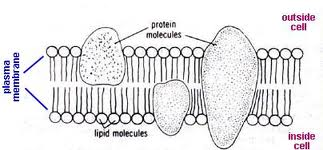 protein
molecules
outside
cell
plasma
membrane
lipid molecules
inside
cell